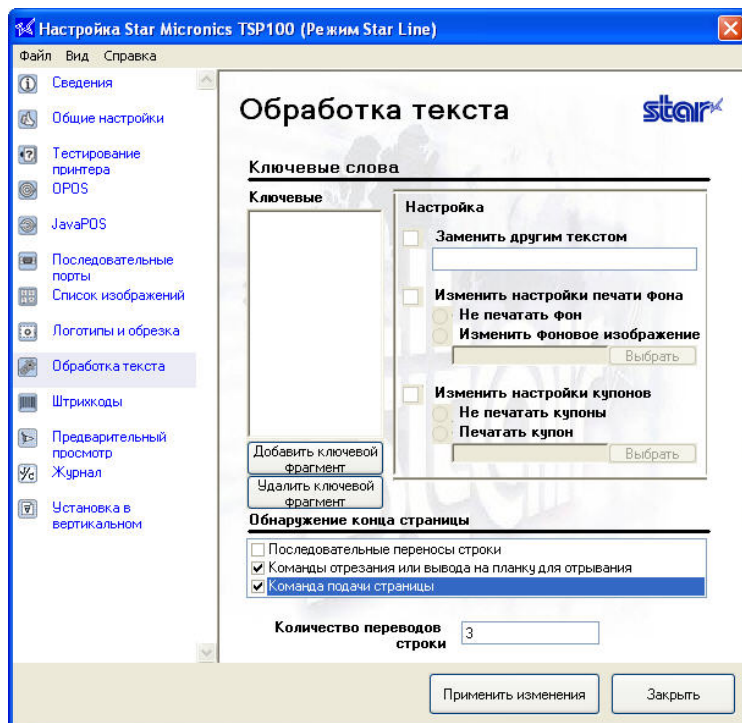 Настройка Star Micronics TSP100 (Режим Star Line)
Файл Вид Справка
Сведения
Общие настройки
Тестирование
принтера
OPOS
JavaPOS
Последовательные
порты
Список изображений
Логотипы и обрезка
Обработка текста
Штрихкоды
Предварительный
просмотр
Журнал
Установка в
вертикальном
Обработка текста
star
Ключевые слова
Ключевые
Добавить ключевой
фрагмент
Удалить ключевой
фрагмент
Настройка
Заменить другим текстом
Изменить настройки печати фона
Не печатать фон
Изменить фоновое изображение
Выбрать
Изменить настройки купонов
Не печатать купоны
Печатать купон
Выбрать
Обнаружение конца страницы
Последовательные переносы строки
Команды отрезания или вывода на планку для отрывания
Команда подачи страницы
Количество переводов
строки
3
Применить изменения
Закрыть